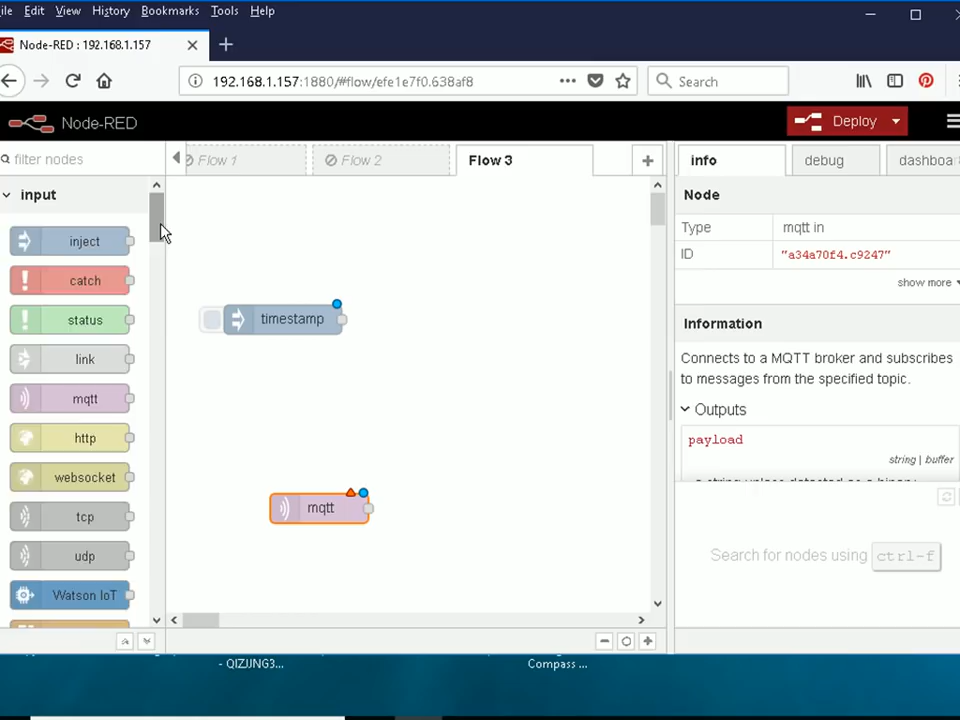 ile Edit View History Bookmarks Tools Help
Node-RED : 192.168.1.157
192.168.1.157:1880/#flow/efe1e7f0.638af8
Search
Node-RED
Deploy
filter nodes
Flow 1
Flow 2
Flow 3
info
debug
dashboa
input
inject
catch
status
link
mqtt
http
websocket
tcp
udp
Watson IoT
timestamp
mqtt
Node
Type mqtt in
ID "a34a70f4.c9247"
show more
Information
Connects to a MQTT broker and subscribes
to messages from the specified topic.
Outputs
payload
string | buffer
Search for nodes using ctrl-f
- QIZJJNG3...
Compass ...